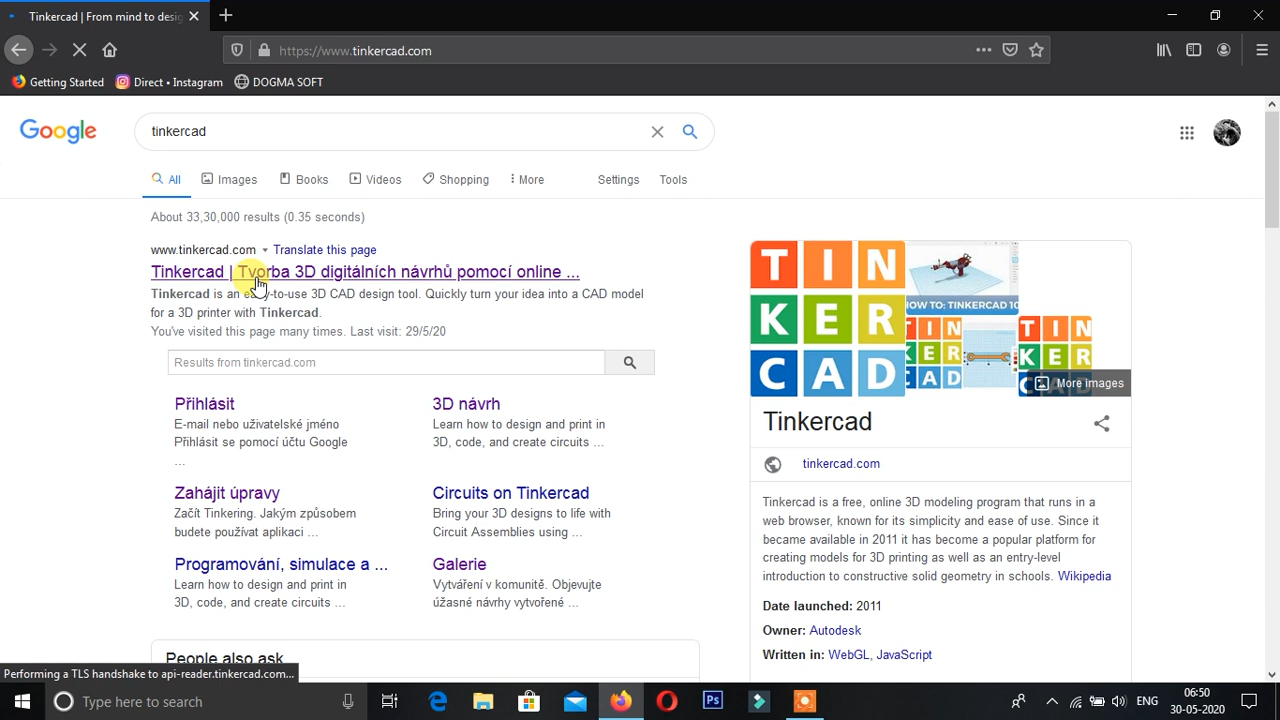 Tinkercad | From mind to desig
https://www.tinkercad.com
Getting Started
Direct • Instagram
DOGMA SOFT
Google
tinkercad
All
Images
Books
Videos
Shopping
More
Settings
Tools
About 33,30,000 results (0.35 seconds)
www.tinkercad.com Translate this page
Tinkercad | Tvorba 3D digitálních návrhů pomocí online ...
Tinkercad is an easy-to-use 3D CAD design tool. Quickly turn your idea into a CAD model
for a 3D printer with Tinkercad.
You've visited this page many times. Last visit: 29/5/20
Results from tinkercad.com
Přihlásit
E-mail nebo uživatelské jméno
Přihlásit se pomocí účtu Google
...
3D návrh
Learn how to design and print in
3D, code, and create circuits ...
Zahájit úpravy
Začít Tinkering. Jakým způsobem
budete používat aplikaci ...
Circuits on Tinkercad
Bring your 3D designs to life with
Circuit Assemblies using ...
Programování, simulace a ...
Learn how to design and print in
3D, code, and create circuits ...
Galerie
Vytváření v komunitě. Objevujte
úžasné návrhy vytvořené ...
People also ask
TIN
KER
CAD
HOW TO: TINKERCAD 10
TIN
KER
CAD
TIN
KER
CAD
More images
Tinkercad
tinkercad.com
Tinkercad is a free, online 3D modeling program that runs in a
web browser, known for its simplicity and ease of use. Since it
became available in 2011 it has become a popular platform for
creating models for 3D printing as well as an entry-level
introduction to constructive solid geometry in schools. Wikipedia
Date launched: 2011
Owner: Autodesk
Written in: WebGL, JavaScript
Performing a TLS handshake to api-reader.tinkercad.com...
Type here to search
Ps
ENG
06:50
30-05-2020